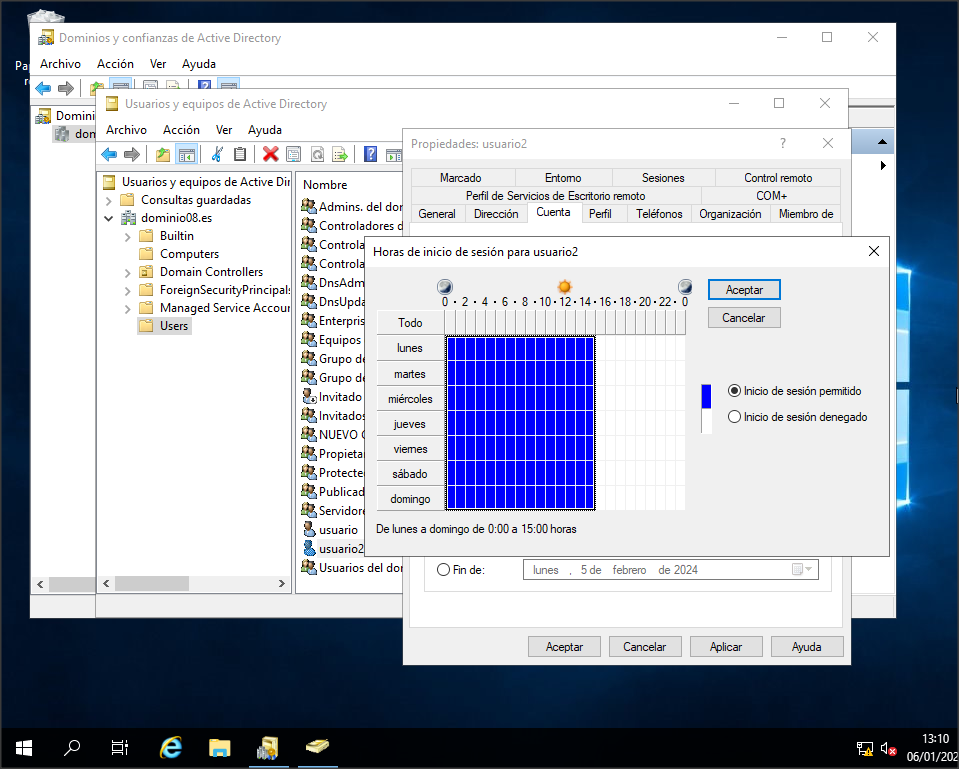 Dominios y confianzas de Active Directory
Archivo Acción Ver Ayuda
Usuarios y equipos de Active Directory
Archivo Acción Ver Ayuda
Propiedades: usuario2
Marcado Entorno Sesiones Control remoto
Perfil de Servicios de Escritorio remoto COM+
General Dirección Cuenta Perfil Teléfonos Organización Miembro de
Usuarios y equipos de Active Dir
Consultas guardadas
dominio08.es
Builtin
Computers
Domain Controllers
ForeignSecurityPrincipals
Managed Service Accour
Users
Nombre
Admins. del dor
Controladores d
Controla
Controla
DnsAdm
DnsUpda
Enterpris
Equipos
Grupo de
Grupo de
Invitado
Invitados
NUEVO
Propietar
Protecte
Publicad
Servidore
usuario
usuario2
Usuarios del dor
Horas de inicio de sesión para usuario2
0 · 2 · 4 · 6 · 8 · 10 · 12 · 14 · 16 · 18 · 20 · 22 · 0
Todo
lunes
martes
miércoles
jueves
viernes
sábado
domingo
Aceptar
Cancelar
Inicio de sesión permitido
Inicio de sesión denegado
De lunes a domingo de 0:00 a 15:00 horas
Fin de: lunes , 5 de febrero de 2024
Aceptar Cancelar Aplicar Ayuda
13:10
06/01/202